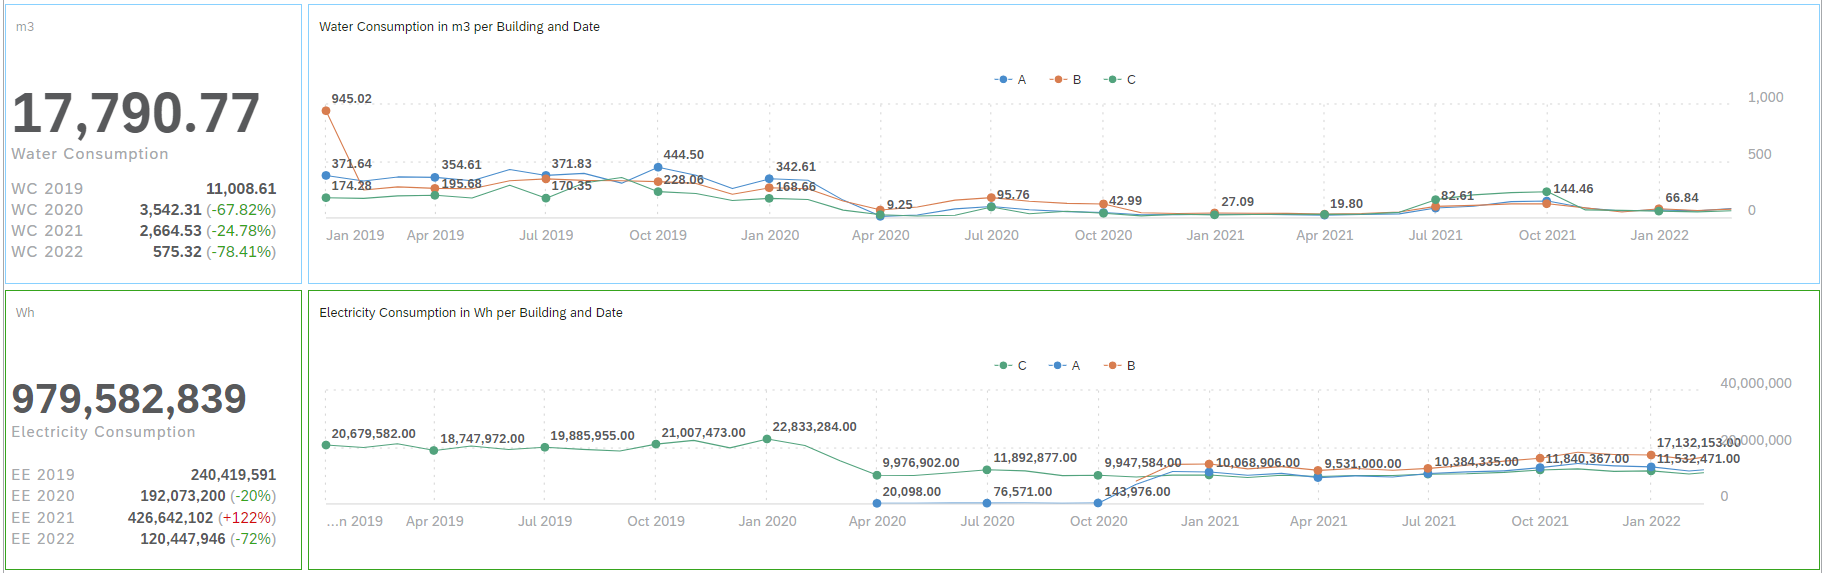 m3
17,790.77
Water Consumption
WC 2019 11,008.61
WC 2020 3,542.31 (-67.82%)
WC 2021 2,664.53 (-24.78%)
WC 2022 575.32 (-78.41%)
Water Consumption in m3 per Building and Date
A B C
1,000
500
0
945.02
371.64
174.28
354.61
195.68
371.83
170.35
444.50
228.06
342.61
168.66
9.25
95.76
42.99
27.09
19.80
82.61
144.46
66.84
Jan 2019 Apr 2019 Jul 2019 Oct 2019 Jan 2020 Apr 2020 Jul 2020 Oct 2020 Jan 2021 Apr 2021 Jul 2021 Oct 2021 Jan 2022
Wh
979,582,839
Electricity Consumption
EE 2019 240,419,591
EE 2020 192,073,200 (-20%)
EE 2021 426,642,102 (+122%)
EE 2022 120,447,946 (-72%)
Electricity Consumption in Wh per Building and Date
C A B
40,000,000
20,000,000
0
20,679,582.00
18,747,972.00
19,885,955.00
21,007,473.00
22,833,284.00
9,976,902.00
20,098.00
11,892,877.00
76,571.00
9,947,584.00
143,976.00
10,068,906.00
9,531,000.00
10,384,335.00
11,840,367.00
17,132,153.00
11,532,471.00
...n 2019 Apr 2019 Jul 2019 Oct 2019 Jan 2020 Apr 2020 Jul 2020 Oct 2020 Jan 2021 Apr 2021 Jul 2021 Oct 2021 Jan 2022